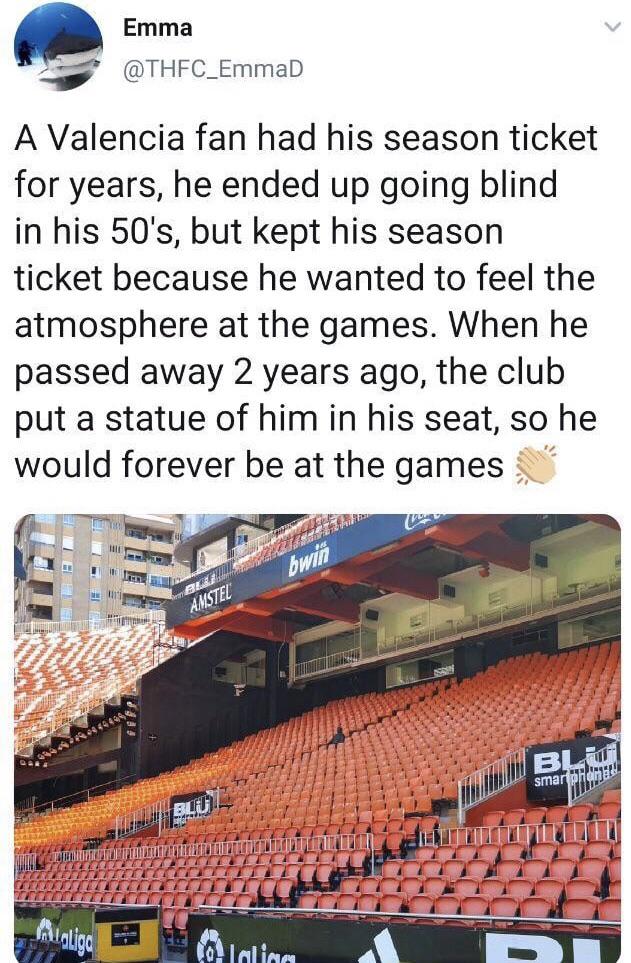 Emma
@THFC_EmmaD
A Valencia fan had his season ticket
for years, he ended up going blind
in his 50's, but kept his season
ticket because he wanted to feel the
atmosphere at the games. When he
passed away 2 years ago, the club
put a statue of him in his seat, so he
would forever be at the games 👏🏼
bwin
BLU
AMSTEL
BLU
smartphones
BLU
LaLiga
LaLiga
BL